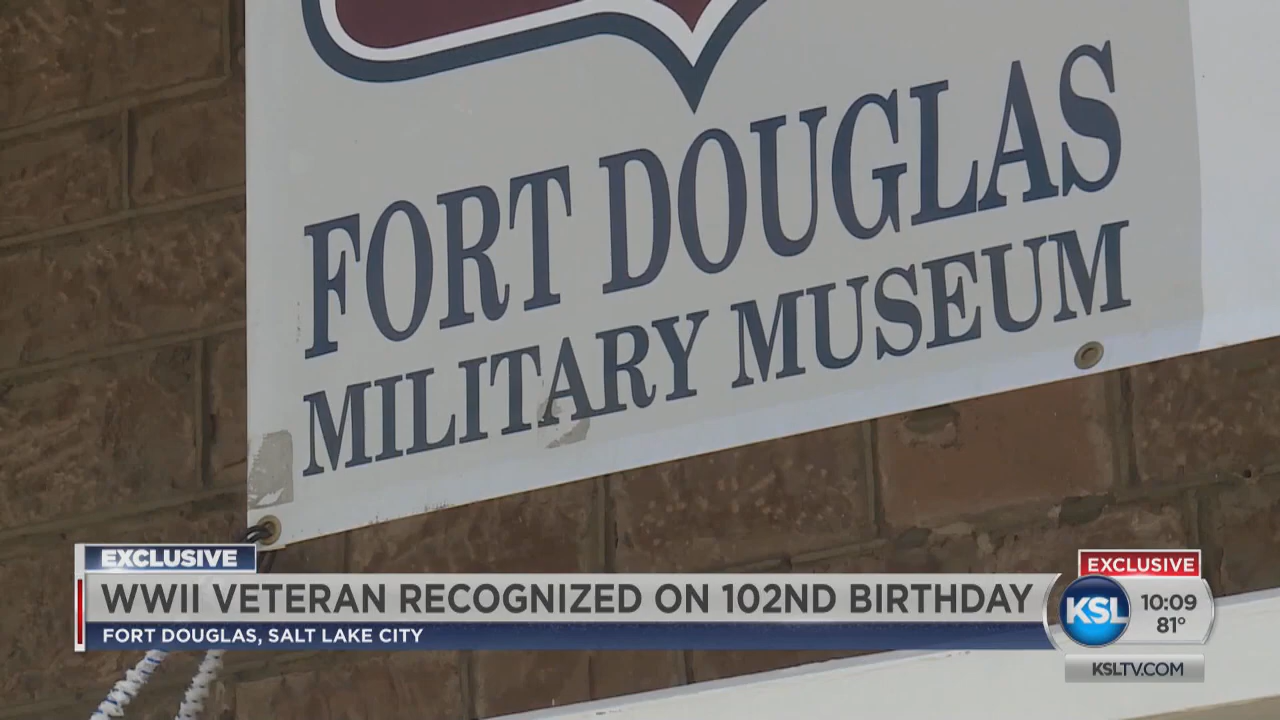 FORT DOUGLAS
MILITARY MUSEUM
EXCLUSIVE
WWII VETERAN RECOGNIZED ON 102ND BIRTHDAY
FORT DOUGLAS, SALT LAKE CITY
EXCLUSIVE
KSL
10:09
81°
KSLTV.COM